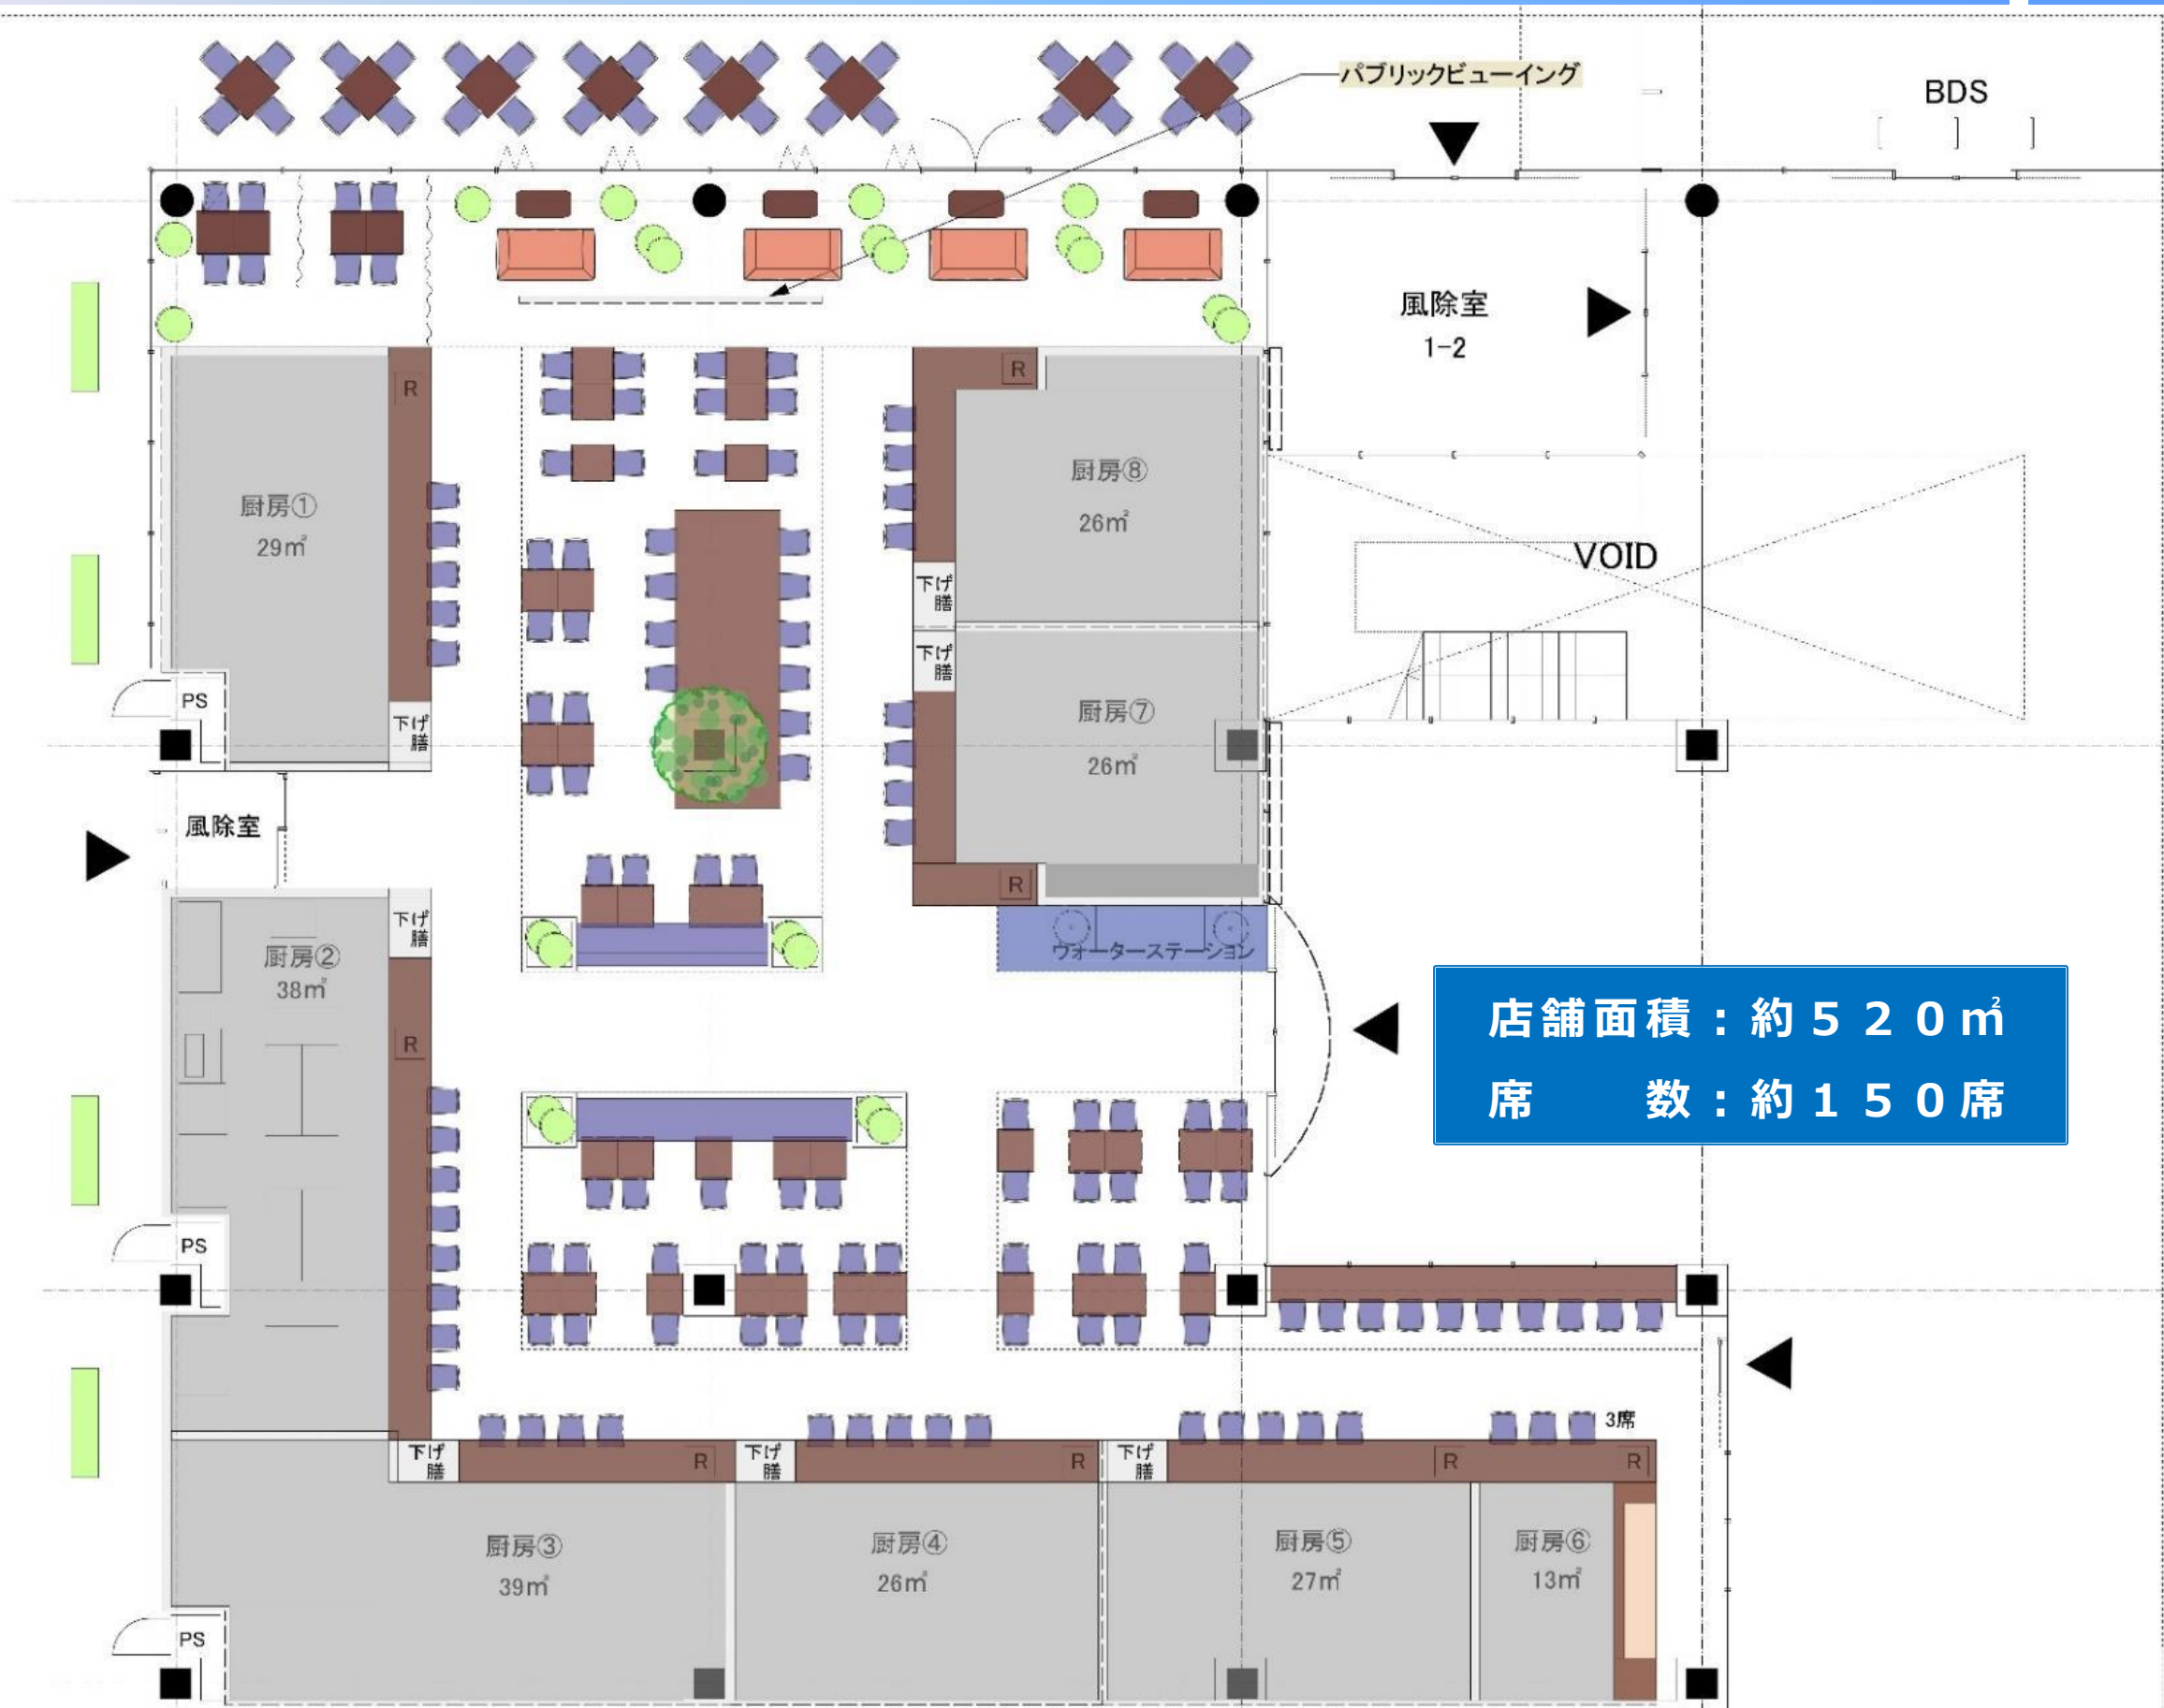 パブリックビューイング
BDS
風除室
1-2
R
R
厨房①
29㎡
厨房⑧
26㎡
VOID
下げ
膳
下げ
膳
PS
下げ
膳
厨房⑦
26㎡
風除室
R
下げ
膳
ウォーターステーション
厨房②
38㎡
R
店舗面積：約５２０㎡
席　　数：約１５０席
PS
3席
下げ
膳
R
下げ
膳
R
下げ
膳
R
R
厨房③
39㎡
厨房④
26㎡
厨房⑤
27㎡
厨房⑥
13㎡
PS